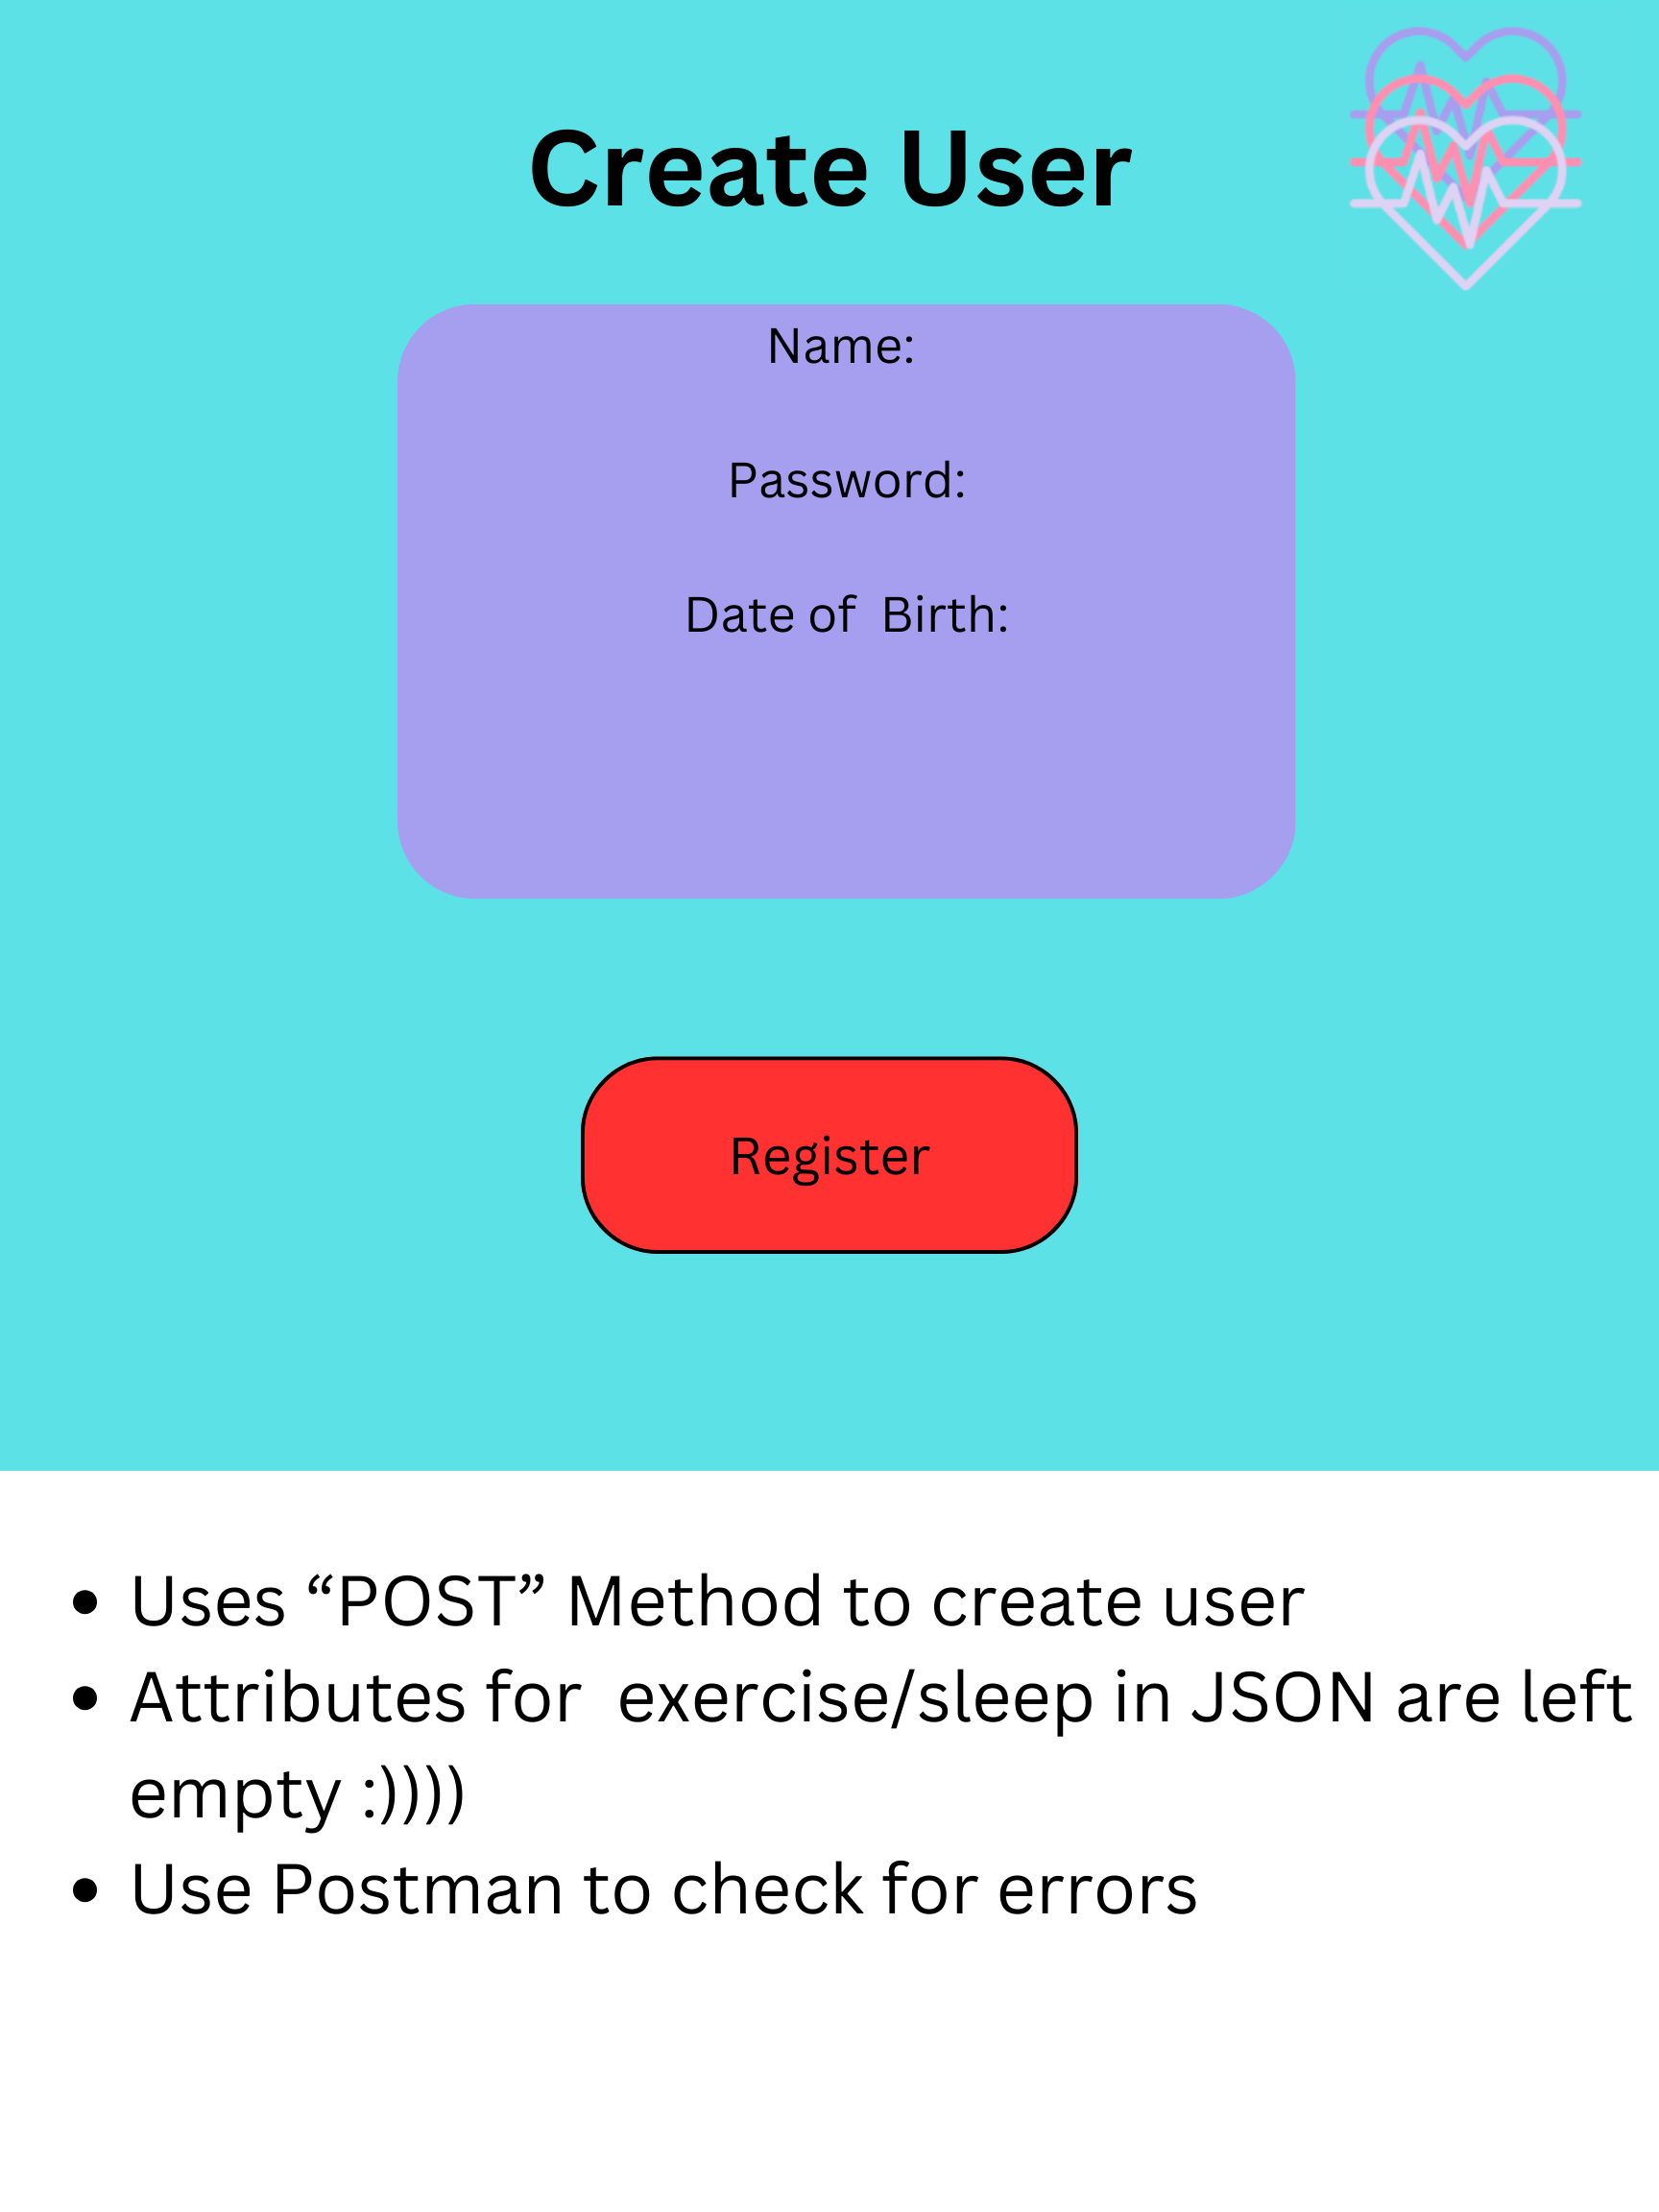 Create User
Name:
Password:
Date of  Birth:
Register
• Uses “POST” Method to create user
• Attributes for  exercise/sleep in JSON are left
empty :)))))
• Use Postman to check for errors